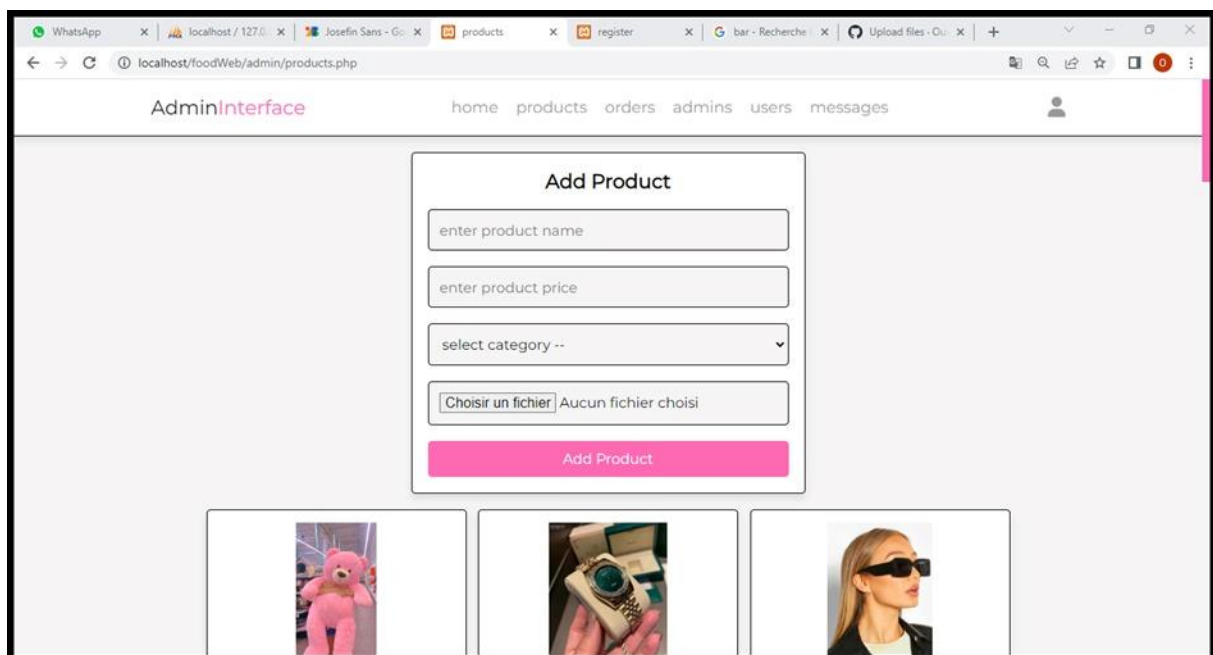 WhatsApp
localhost / 127.0.
Josefin Sans - Go
products
register
bar - Recherche
Upload files · Ou
localhost/foodWeb/admin/products.php
O
AdminInterface
home products orders admins users messages
Add Product
enter product name
enter product price
select category --
Choisir un fichier Aucun fichier choisi
Add Product